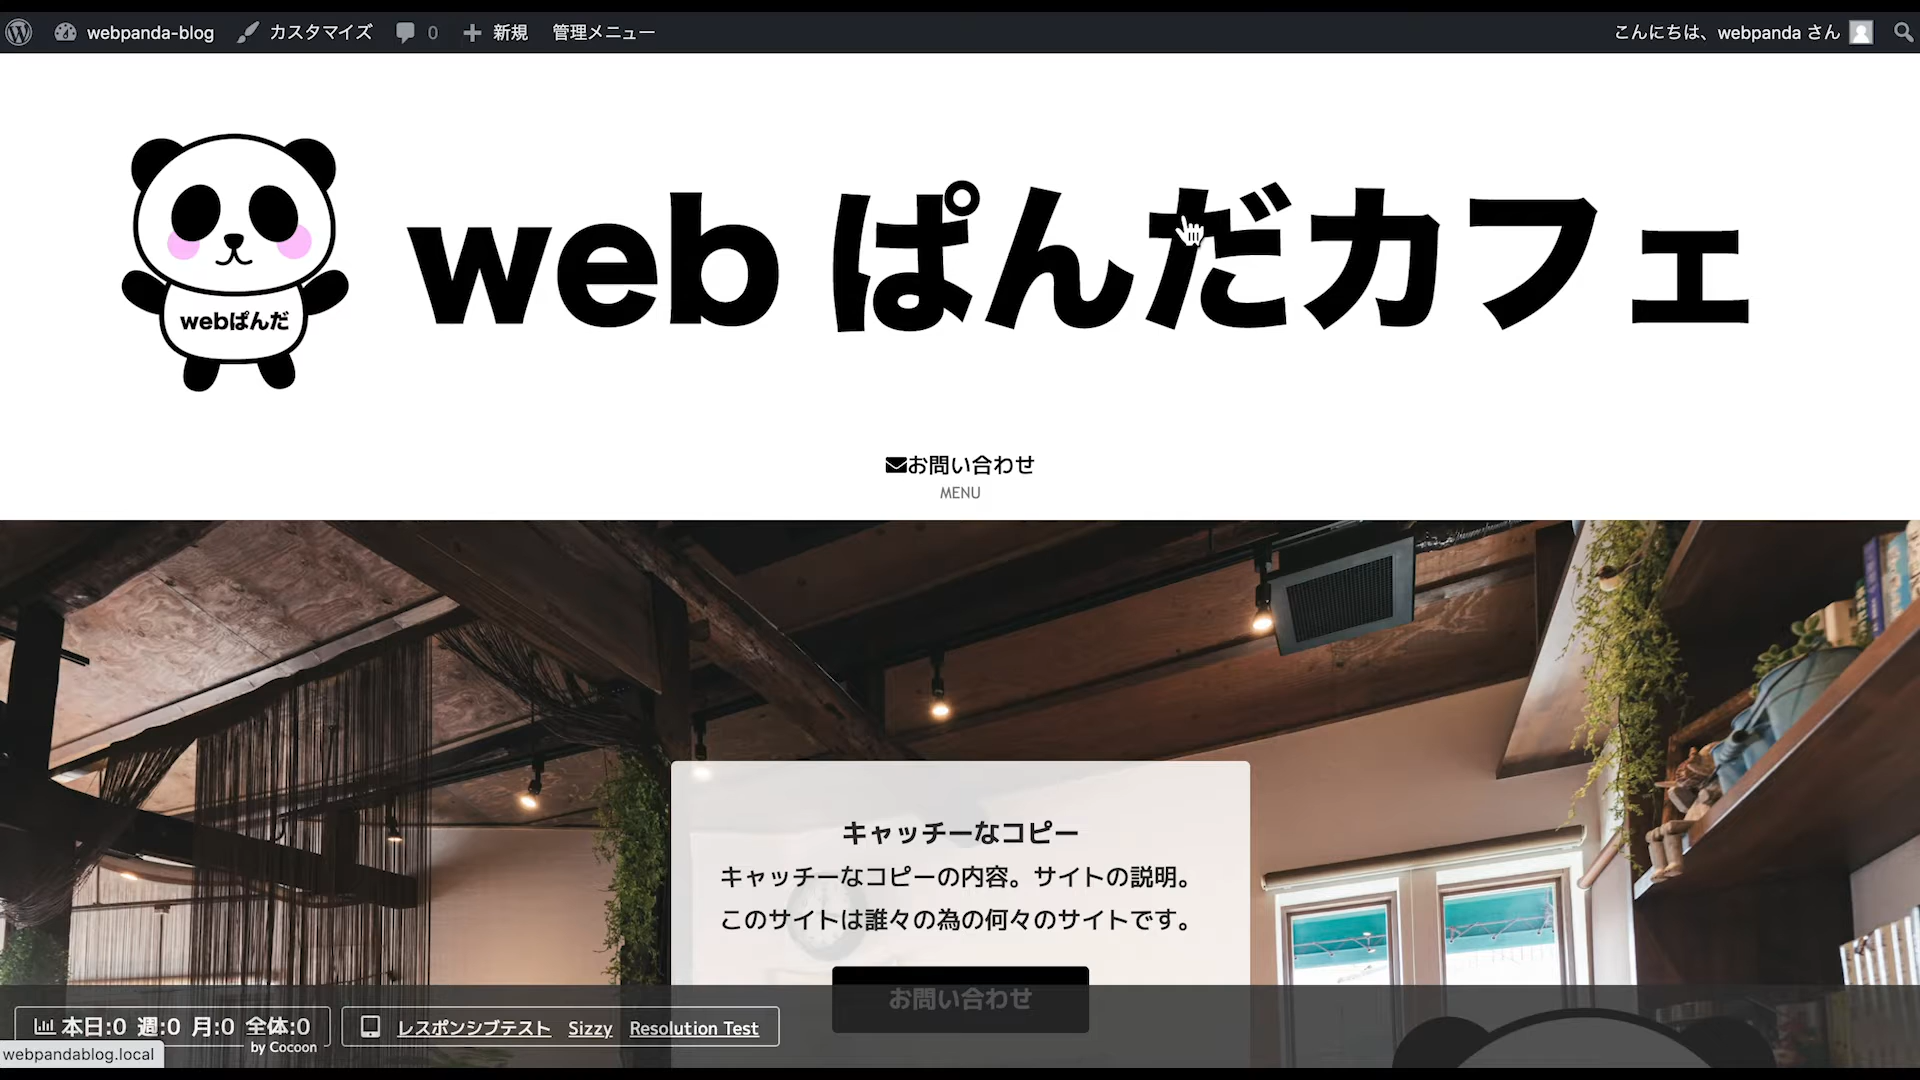 webpanda-blog カスタマイズ 0 新規 管理メニュー こんにちは、webpanda さん
webぱんだ
web ぱんだカフェ
お問い合わせ
MENU
キャッチーなコピー
キャッチーなコピーの内容。サイトの説明。
このサイトは誰々の為の何々のサイトです。
お問い合わせ
本日:0 週:0 月:0 全体:0
by Cocoon
レスポンシブテスト Sizzy Resolution Test
webpandablog.local